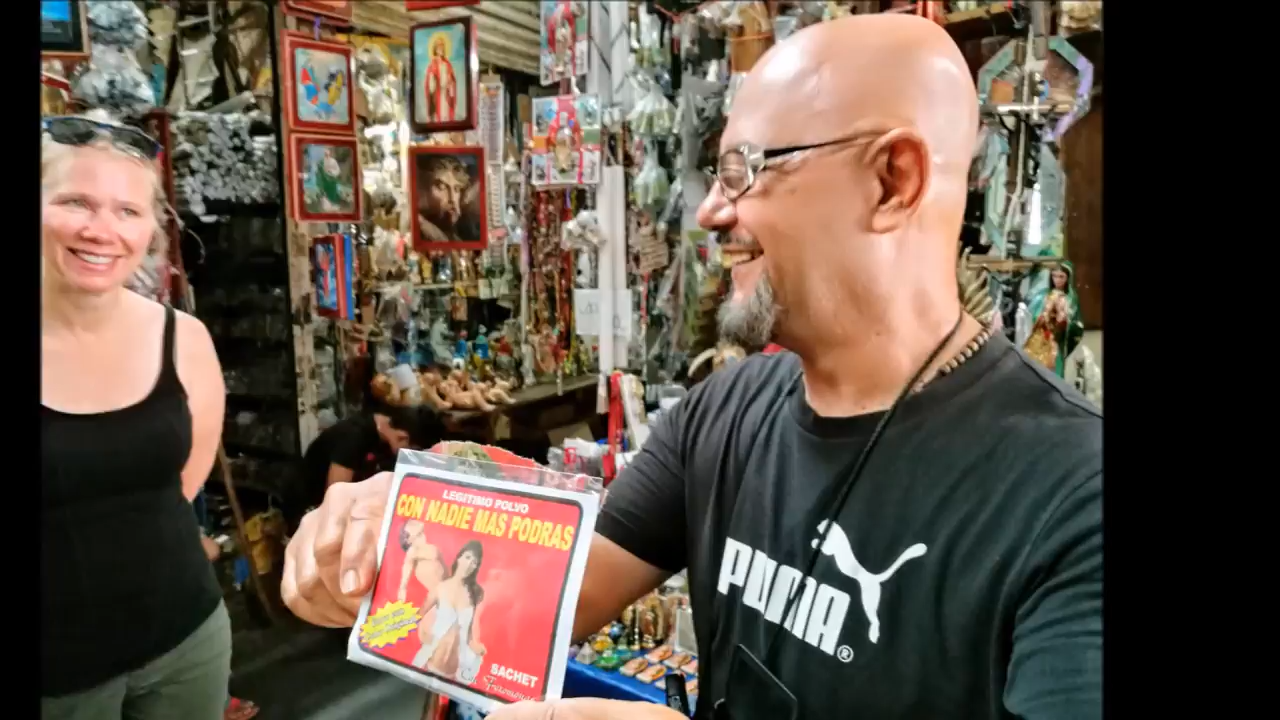 LEGITIMO POLVO
CON NADIE MAS PODRAS
SACHET
PUMA®